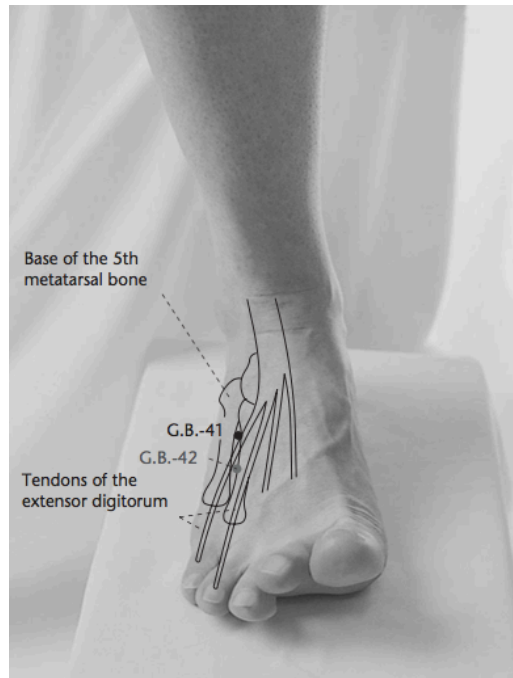 Base of the 5th
metatarsal bone
G.B.-41
G.B.-42
Tendons of the
extensor digitorum